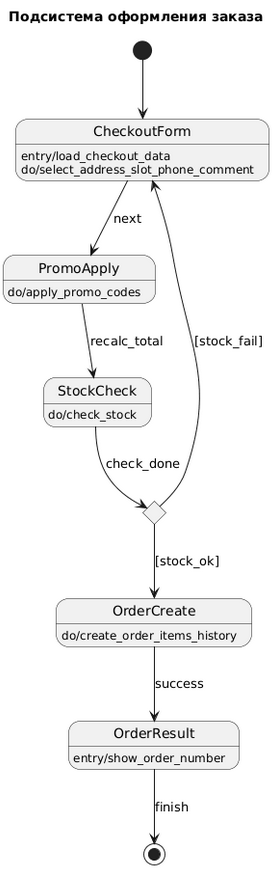 Подсистема оформления заказа
CheckoutForm
entry/load_checkout_data
do/select_address_slot_phone_comment
next
PromoApply
do/apply_promo_codes
recalc_total
[stock_fail]
StockCheck
do/check_stock
check_done
[stock_ok]
OrderCreate
do/create_order_items_history
success
OrderResult
entry/show_order_number
finish